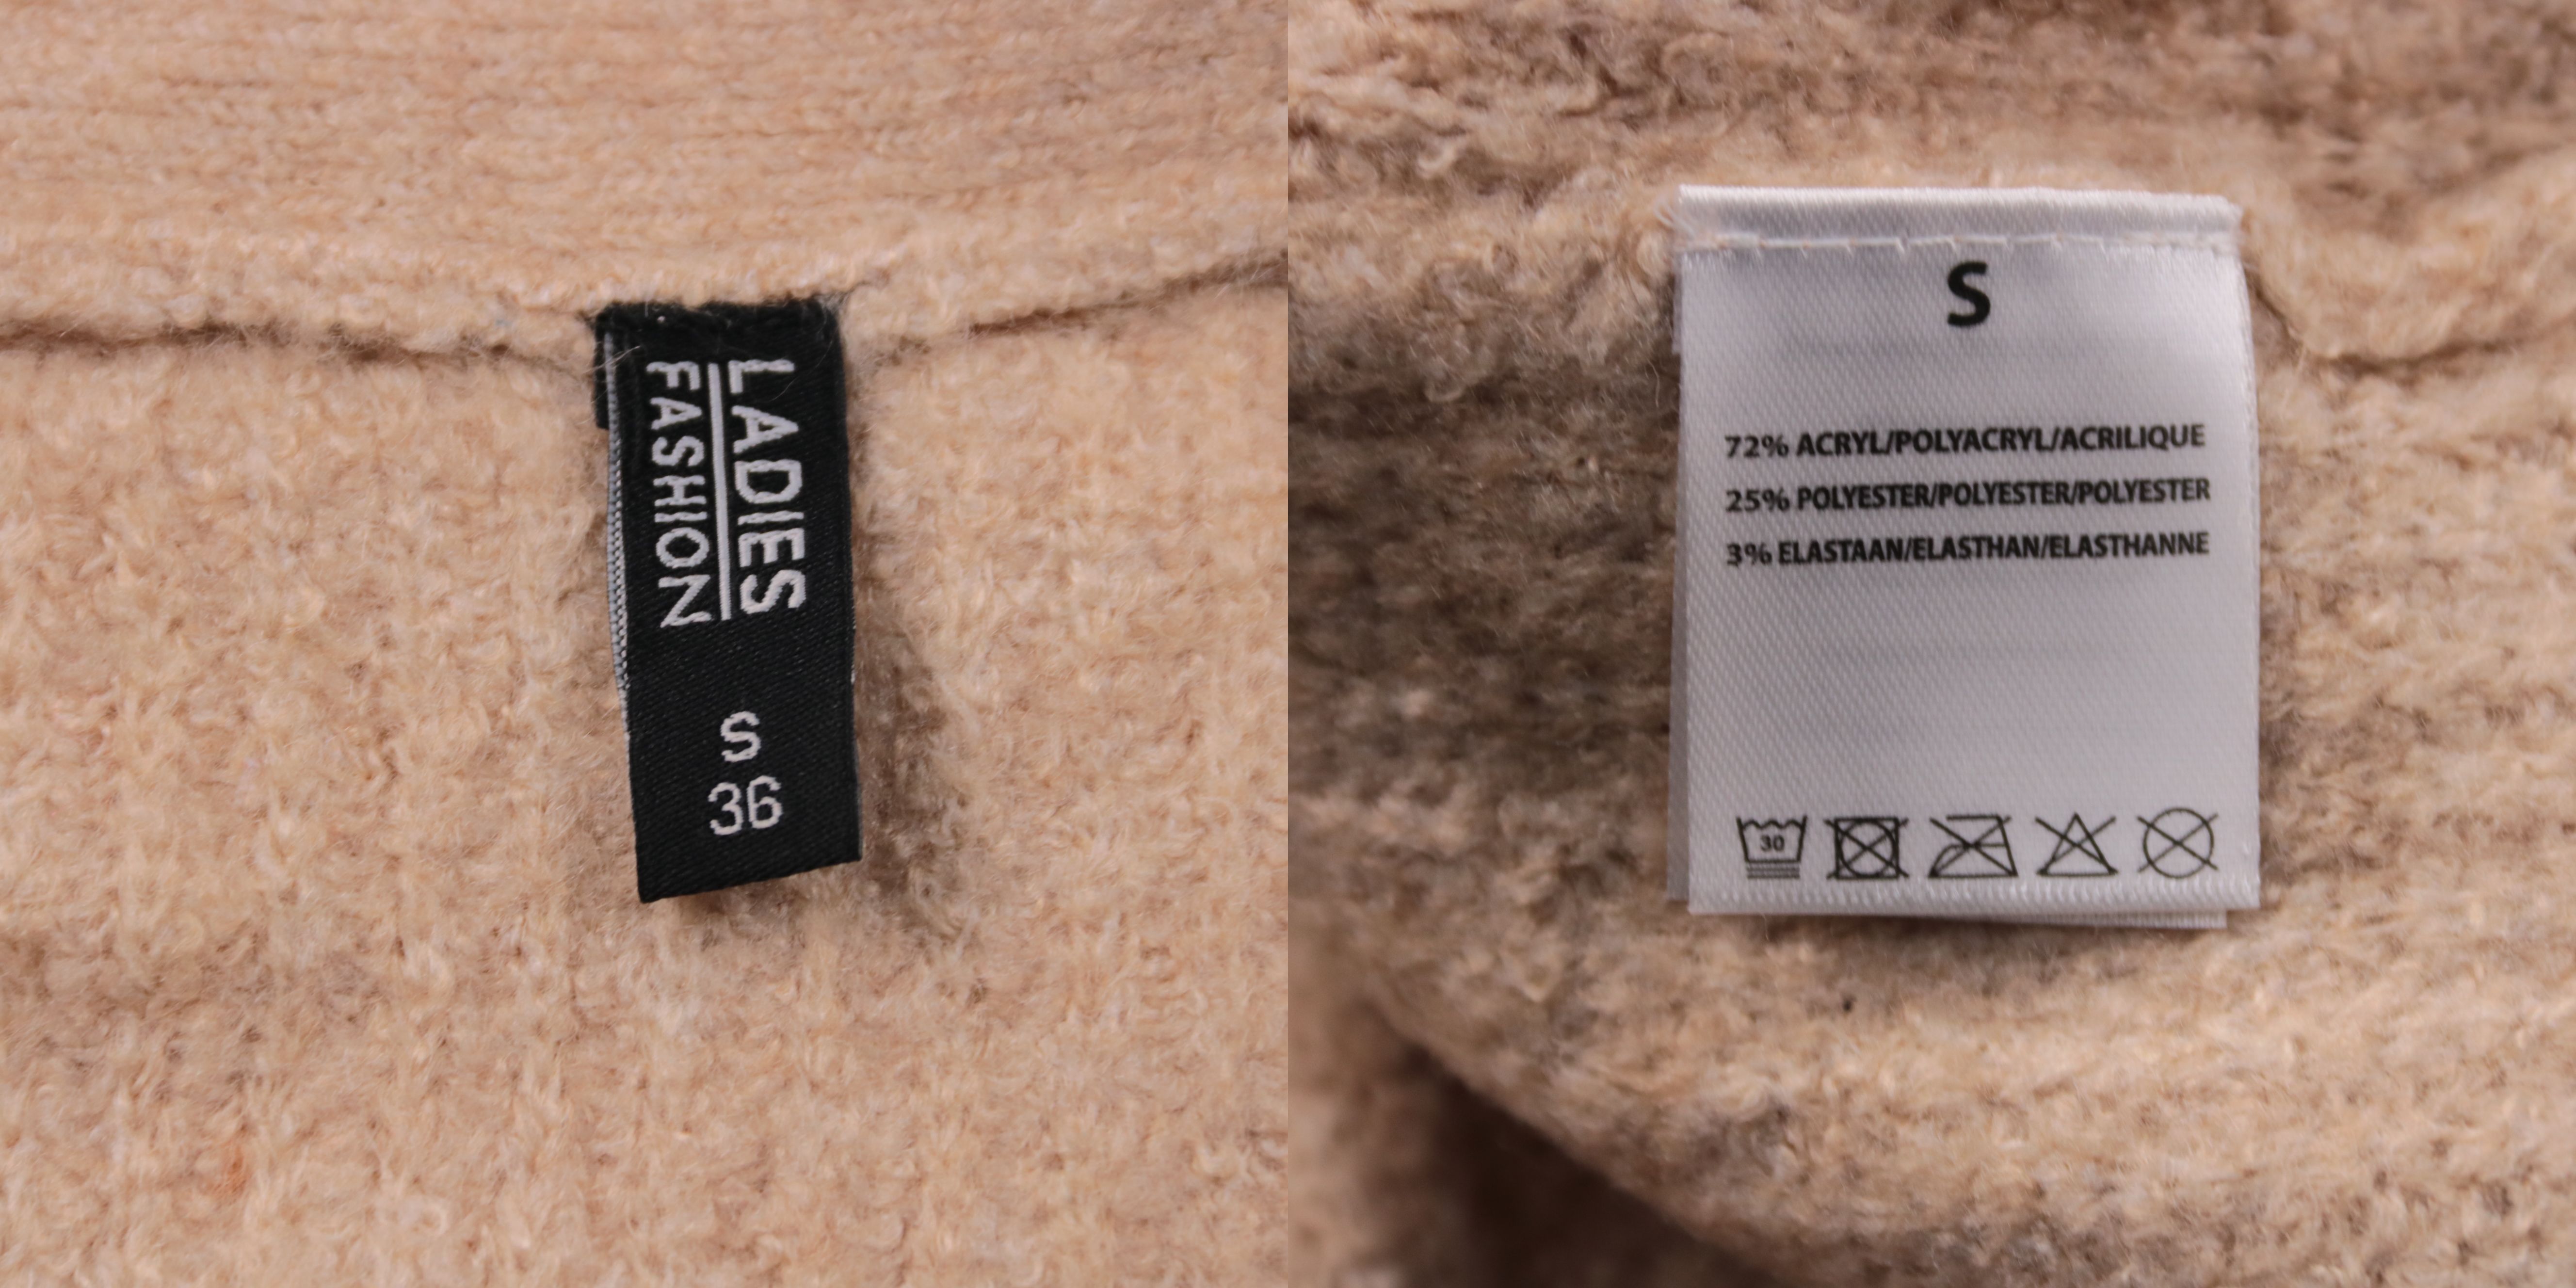 LADIES
FASHION
S
36
S
72% ACRYL/POLYACRYL/ACRILIQUE
25% POLYESTER/POLYESTER/POLYESTER
3% ELASTAAN/ELASTHAN/ELASTHANNE
30